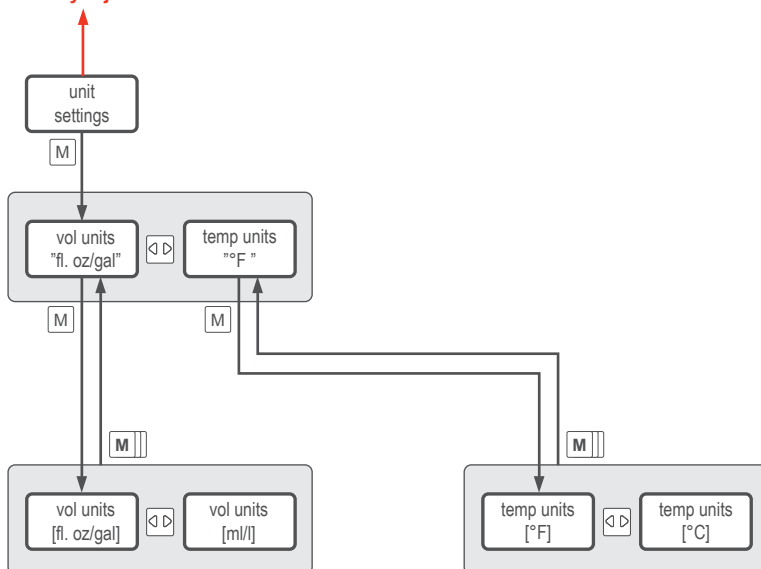 unit
settings
M
vol units
"fl. oz/gal"
temp units
"°F "
M
M
M
M
vol units
[fl. oz/gal]
vol units
[ml/l]
temp units
[°F]
temp units
[°C]